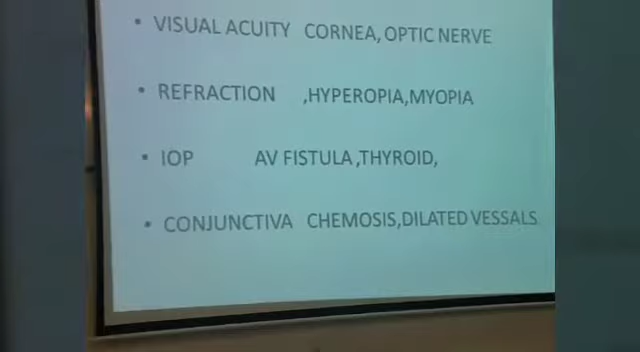 • VISUAL ACUITY CORNEA, OPTIC NERVE
• REFRACTION ,HYPEROPIA,MYOPIA
• IOP AV FISTULA ,THYROID,
• CONJUNCTIVA CHEMOSIS,DILATED VESSALS